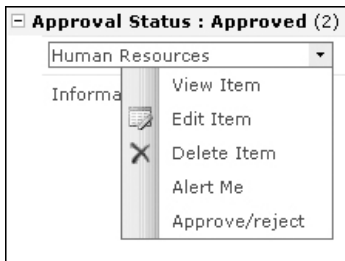 Approval Status : Approved (2)
Human Resources
View Item
Informa
Edit Item
Delete Item
Alert Me
Approve/reject